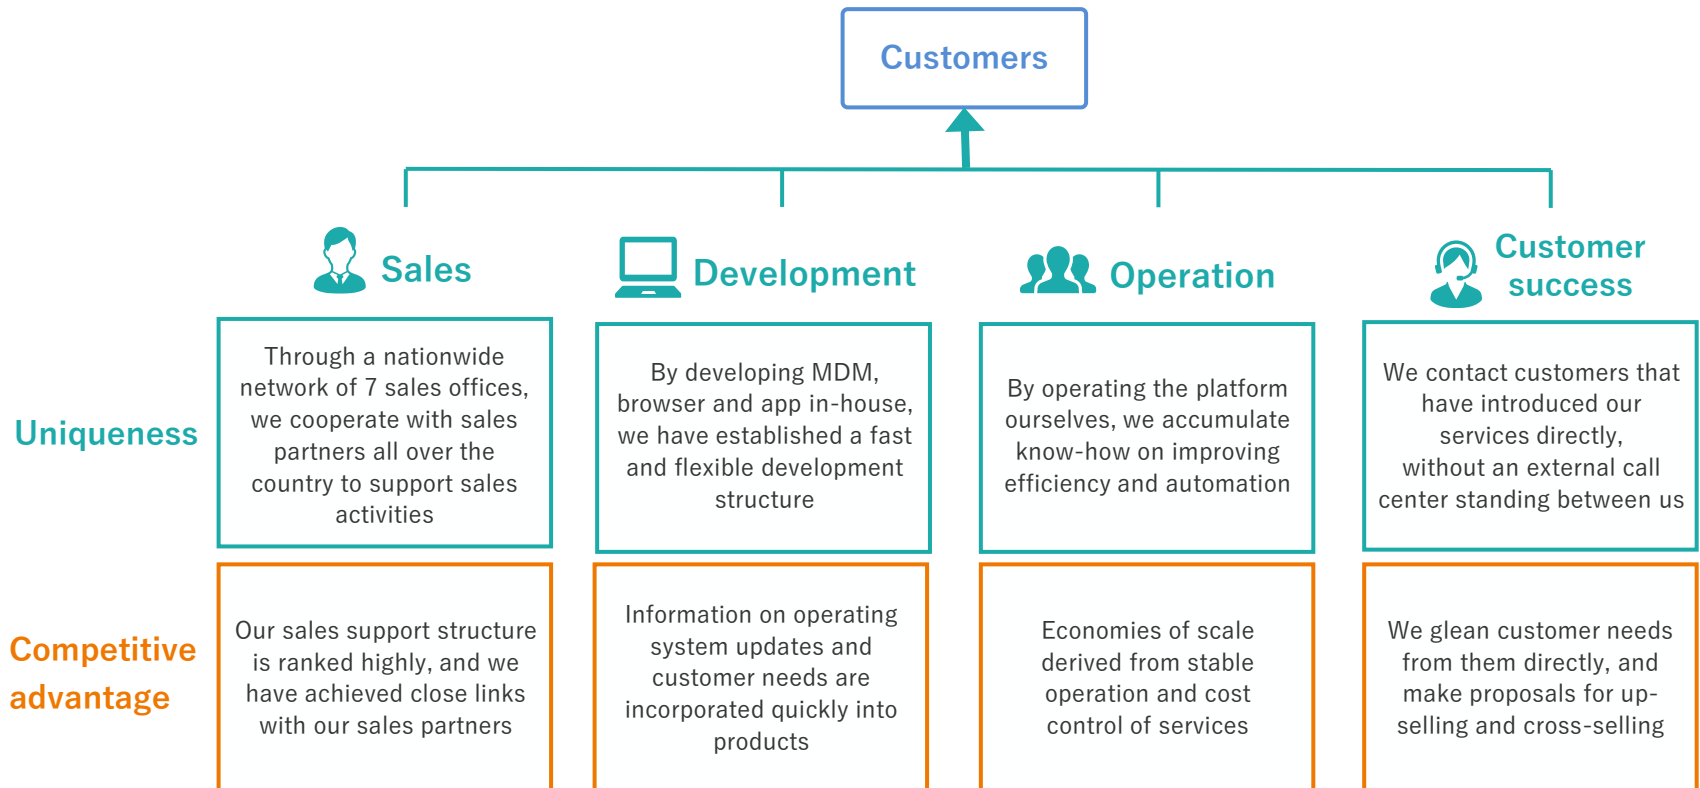 Customers
Sales
Development
Operation
Customer
success
Uniqueness
Through a nationwide
network of 7 sales offices,
we cooperate with sales
partners all over the
country to support sales
activities
By developing MDM,
browser and app in-house,
we have established a fast
and flexible development
structure
By operating the platform
ourselves, we accumulate
know-how on improving
efficiency and automation
We contact customers that
have introduced our
services directly,
without an external call
center standing between us
Competitive
advantage
Our sales support structure
is ranked highly, and we
have achieved close links
with our sales partners
Information on operating
system updates and
customer needs are
incorporated quickly into
products
Economies of scale
derived from stable
operation and cost
control of services
We glean customer needs
from them directly, and
make proposals for up-
selling and cross-selling